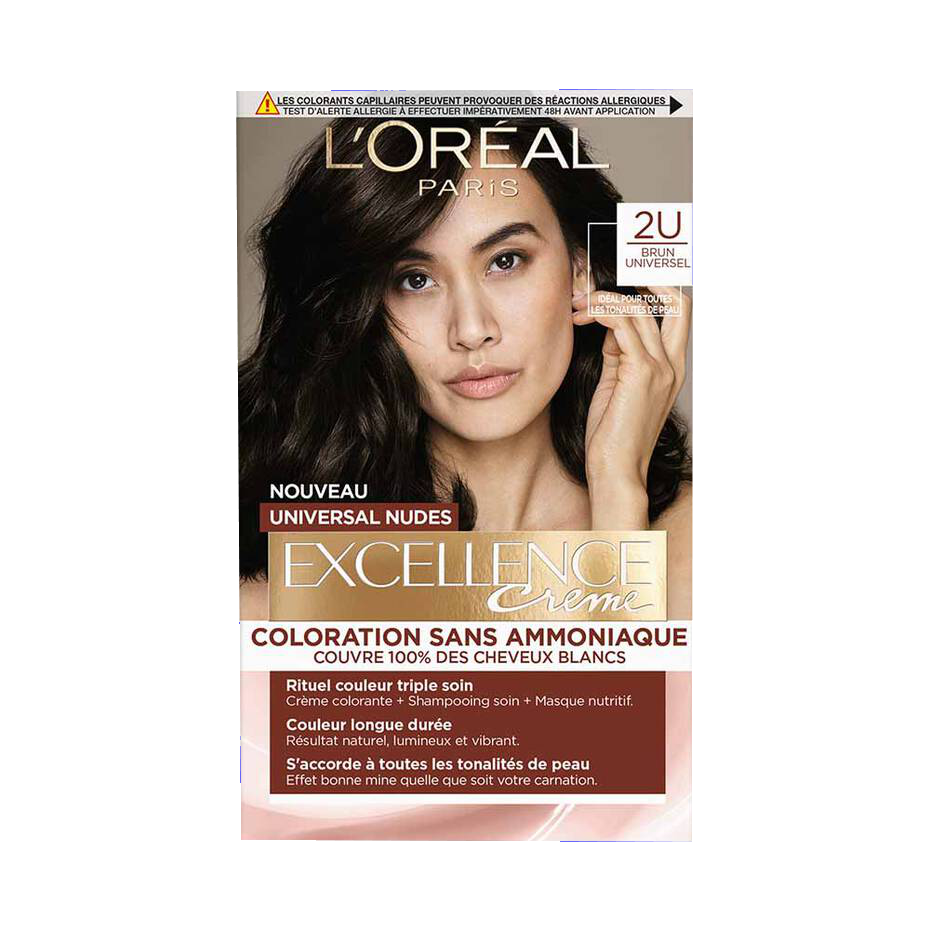 LES COLORANTS CAPILLAIRES PEUVENT PROVOQUER DES RÉACTIONS ALLERGIQUES
TEST D'ALERTE ALLERGIE À EFFECTUER IMPÉRATIVEMENT 48H AVANT APPLICATION
L'ORÉAL
PARiS
2U
BRUN
UNIVERSEL
IDÉAL POUR TOUTES
LES TONALITÉS DE PEAU
NOUVEAU
UNIVERSAL NUDES
EXCELLENCE
Creme
COLORATION SANS AMMONIAQUE
COUVRE 100% DES CHEVEUX BLANCS
Rituel couleur triple soin
Crème colorante + Shampooing soin + Masque nutritif.
Couleur longue durée
Résultat naturel, lumineux et vibrant.
S'accorde à toutes les tonalités de peau
Effet bonne mine quelle que soit votre carnation.